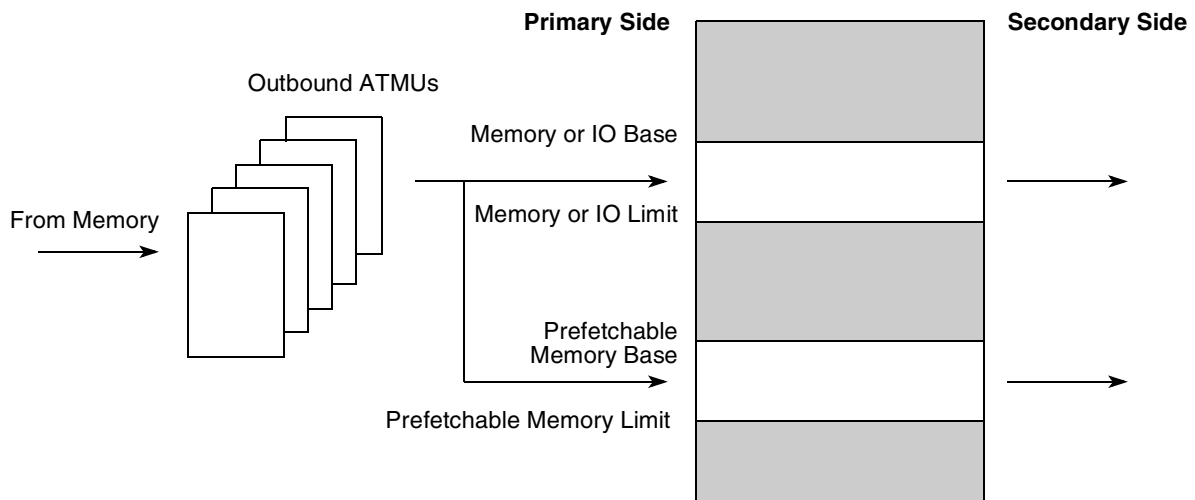 Primary Side
Secondary Side
Outbound ATMUs
Memory or IO Base
From Memory
Memory or IO Limit
Prefetchable
Memory Base
Prefetchable Memory Limit